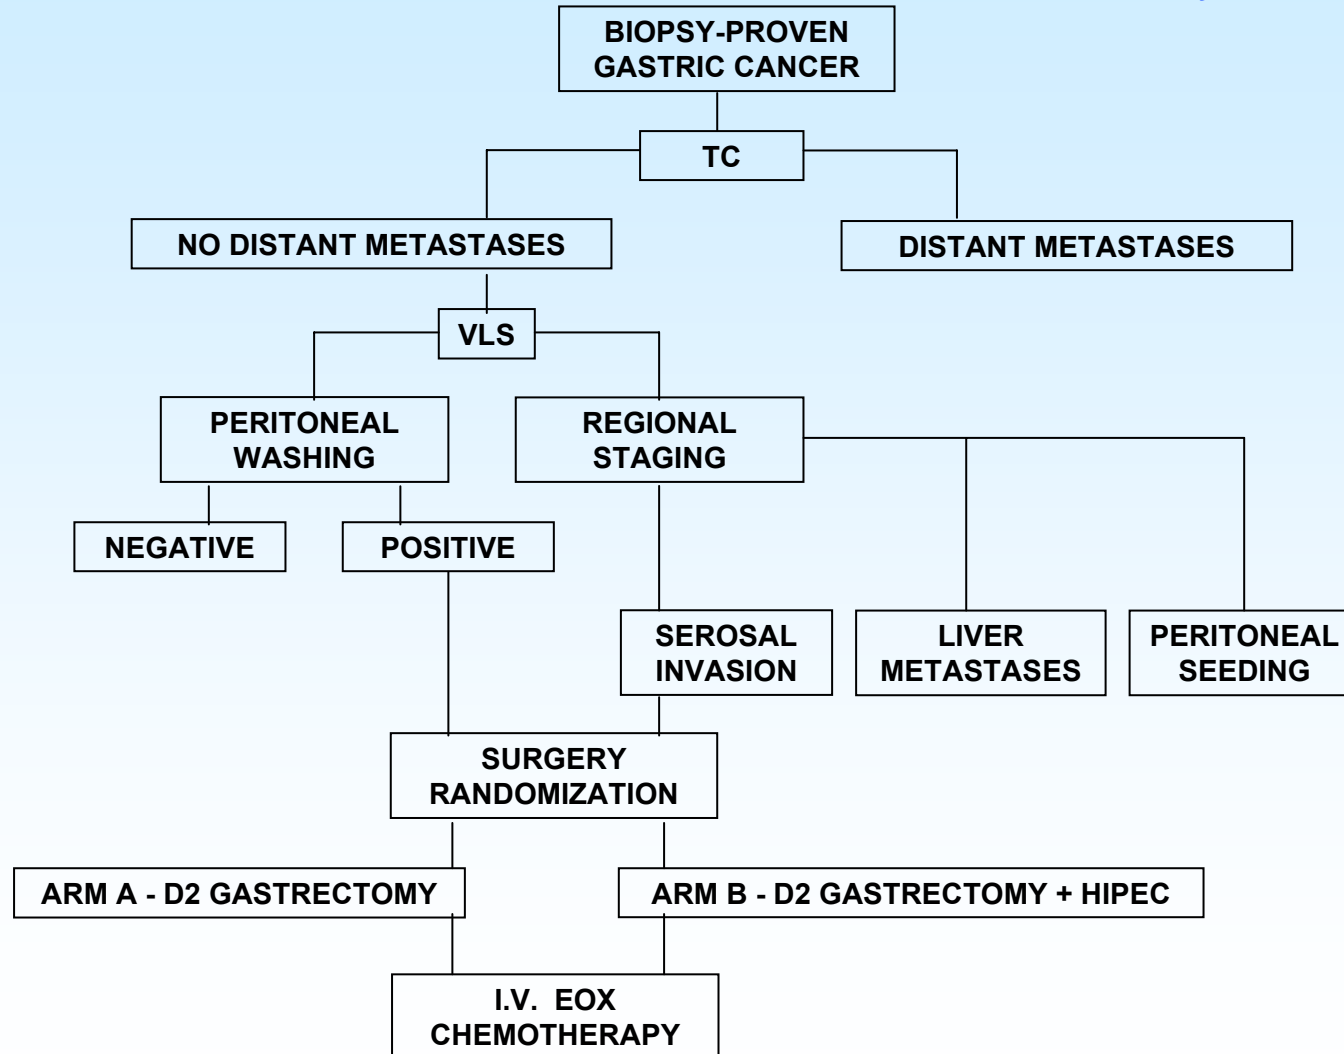 BIOPSY-PROVEN
GASTRIC CANCER
TC
NO DISTANT METASTASES
DISTANT METASTASES
VLS
PERITONEAL
WASHING
REGIONAL
STAGING
NEGATIVE
POSITIVE
SEROSAL
INVASION
LIVER
METASTASES
PERITONEAL
SEEDING
SURGERY
RANDOMIZATION
ARM A - D2 GASTRECTOMY
ARM B - D2 GASTRECTOMY + HIPEC
I.V. EOX
CHEMOTHERAPY